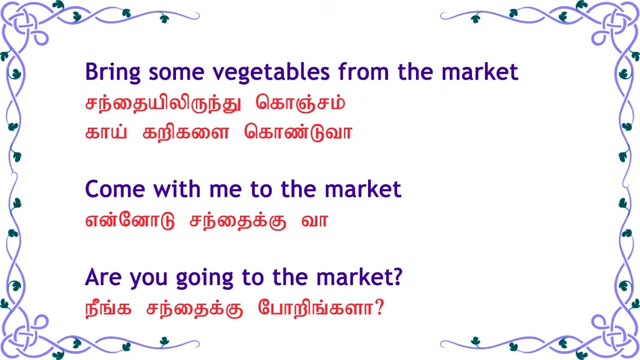 Bring some vegetables from the market
சந்தையிலிருந்து கொஞ்சம்
காய் கறிகளை கொண்டுவா
Come with me to the market
என்னோடு சந்தைக்கு வா
Are you going to the market?
நீங்க சந்தைக்கு போறிங்களா?